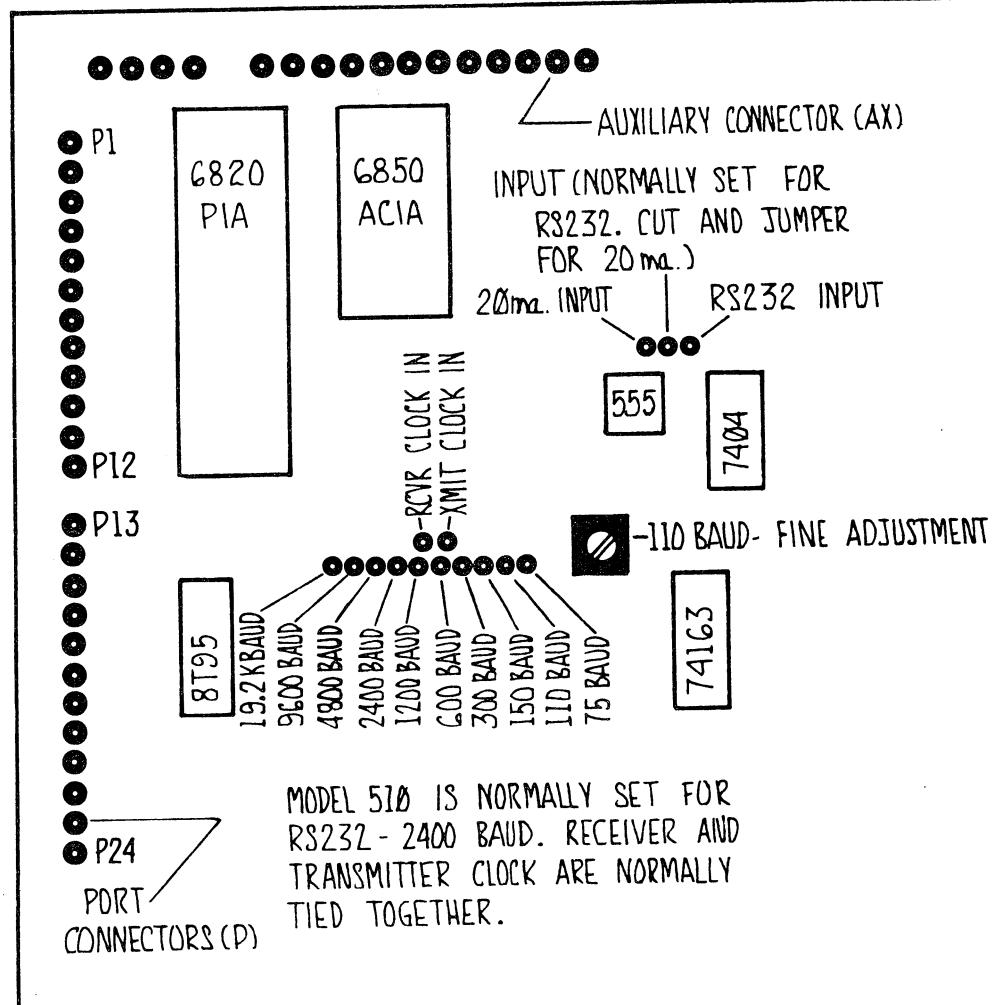 AUXILIARY CONNECTOR (AX)
P1
6820
PIA
6850
ACIA
INPUT (NORMALLY SET FOR
RS232. CUT AND JUMPER
FOR 20 ma.)
20ma. INPUT
RS232 INPUT
RCVR CLOCK IN
XMIT CLOCK IN
555
7404
P12
P13
110 BAUD- FINE ADJUSTMENT
8T95
19.2KBAUD
9600 BAUD
4800 BAUD
2400 BAUD
1200 BAUD
600 BAUD
300 BAUD
150 BAUD
110 BAUD
75 BAUD
74163
MODEL 510 IS NORMALLY SET FOR
RS232 - 2400 BAUD. RECEIVER AND
TRANSMITTER CLOCK ARE NORMALLY
TIED TOGETHER.
P24
PORT
CONNECTORS (P)